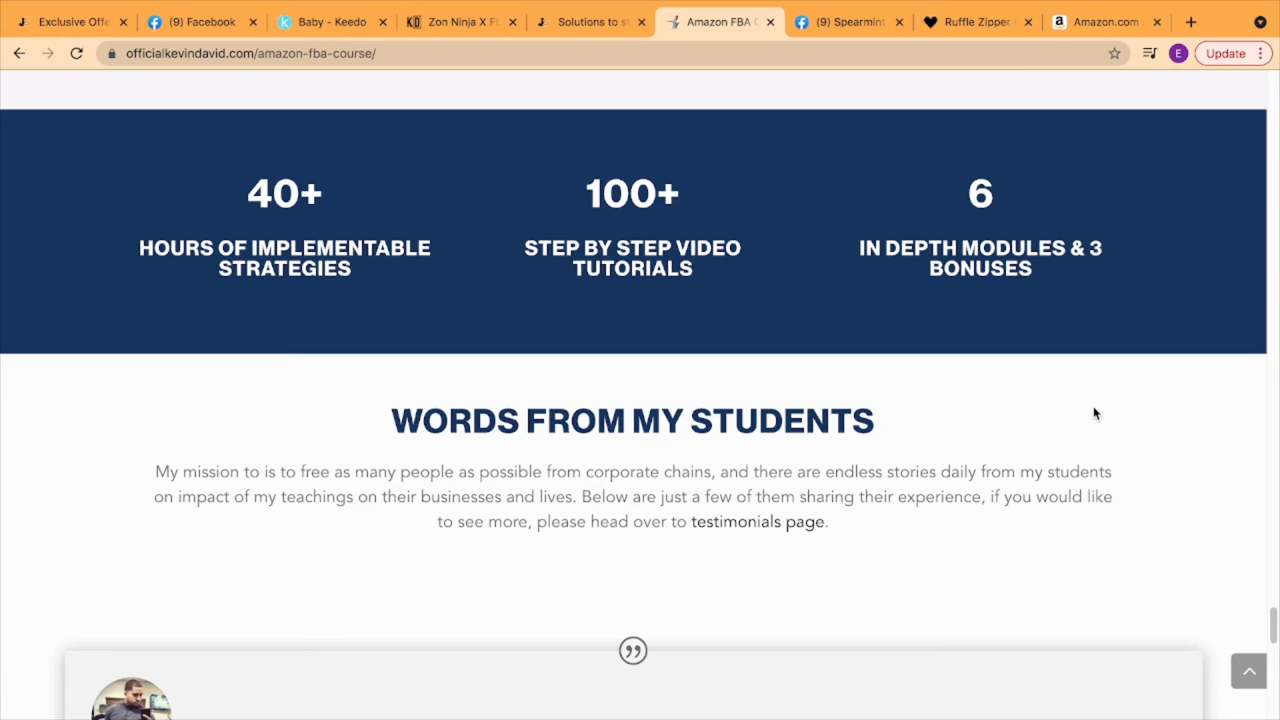 Exclusive Offe
(9) Facebook
Baby - Keedo
Zon Ninja X Fl
Solutions to s
Amazon FBA
(9) Spearmint
Ruffle Zipper
Amazon.com
officialkevindavid.com/amazon-fba-course/
E
Update
40+
HOURS OF IMPLEMENTABLE
STRATEGIES
100+
STEP BY STEP VIDEO
TUTORIALS
6
IN DEPTH MODULES & 3
BONUSES
WORDS FROM MY STUDENTS
My mission to is to free as many people as possible from corporate chains, and there are endless stories daily from my students
on impact of my teachings on their businesses and lives. Below are just a few of them sharing their experience, if you would like
to see more, please head over to testimonials page.